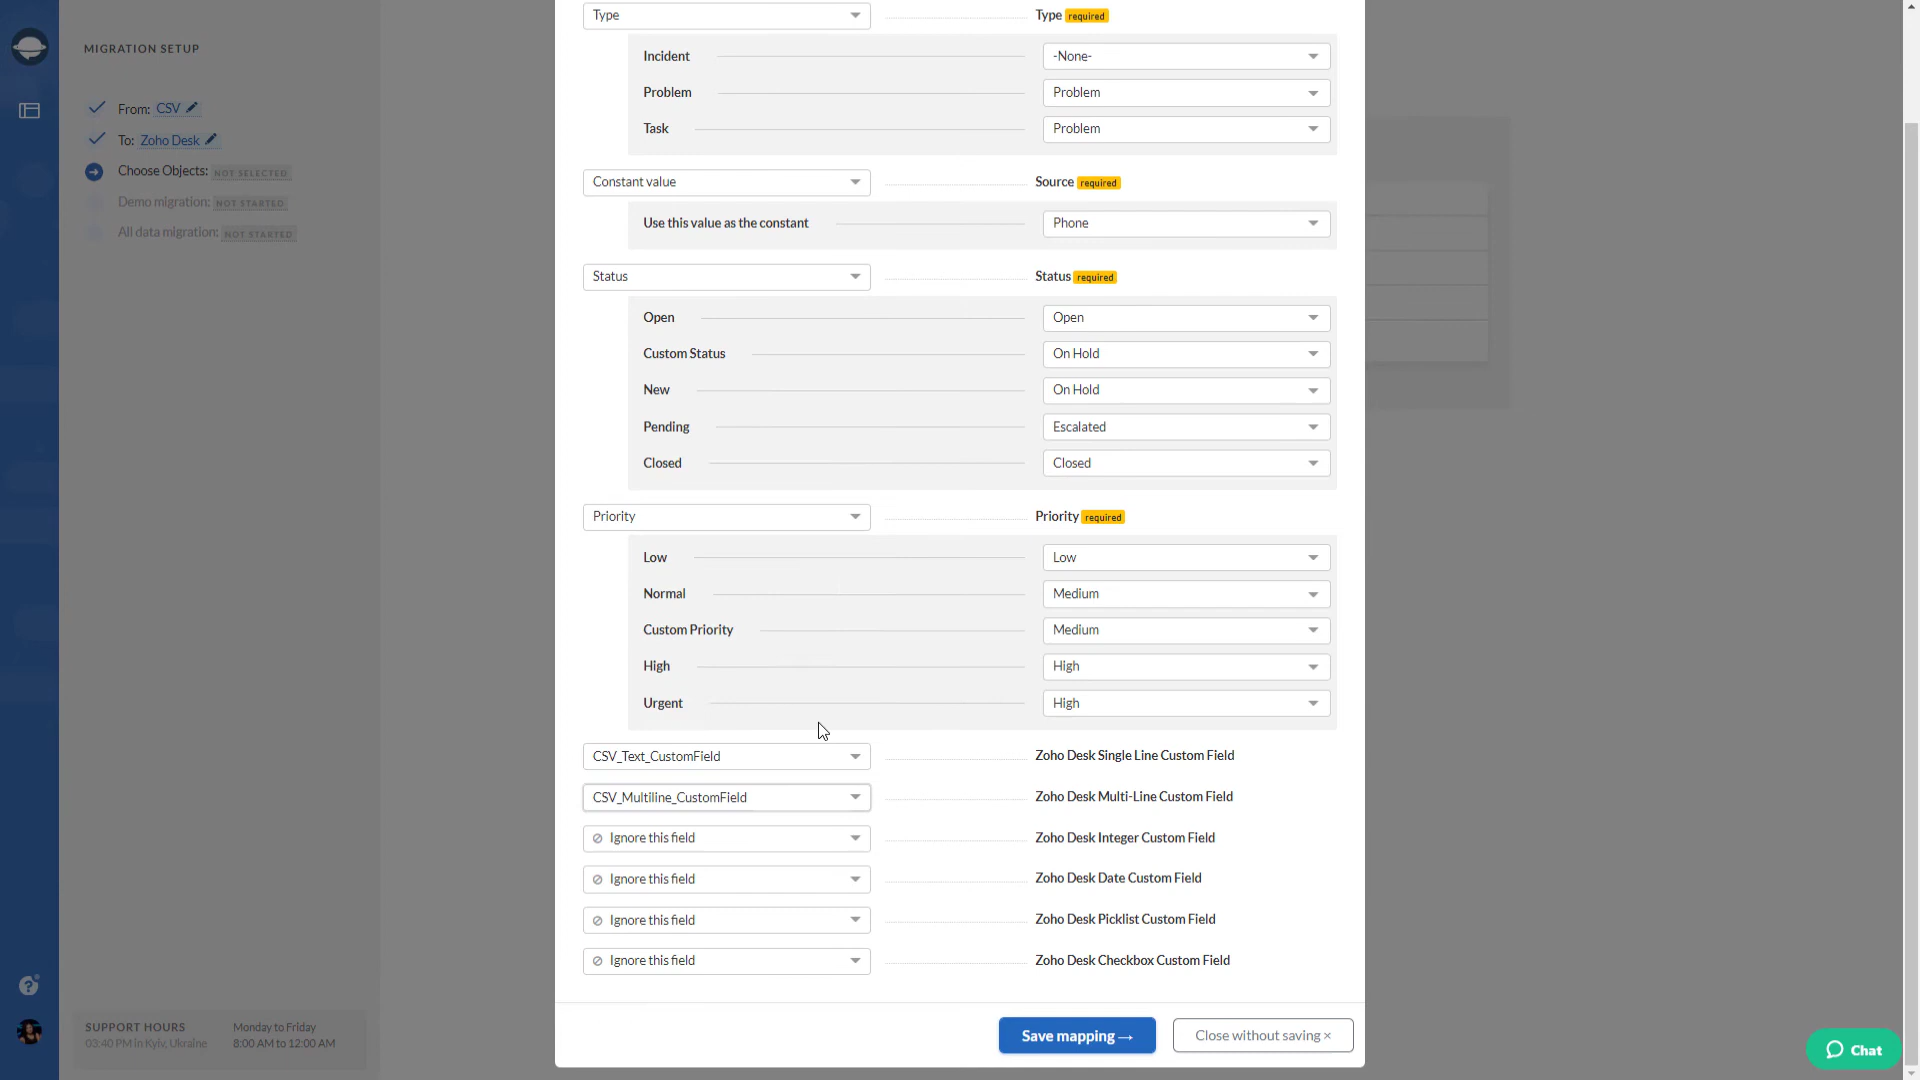 MIGRATION SETUP
From: CSV
To: Zoho Desk
Choose Objects: NOT SELECTED
Demo migration: NOT STARTED
All data migration: NOT STARTED
SUPPORT HOURS
03:40 PM in Kyiv, Ukraine
Monday to Friday
8:00 AM to 12:00 AM
Type Type required
Incident -None-
Problem Problem
Task Problem
Constant value Source required
Use this value as the constant Phone
Status Status required
Open Open
Custom Status On Hold
New On Hold
Pending Escalated
Closed Closed
Priority Priority required
Low Low
Normal Medium
Custom Priority Medium
High High
Urgent High
CSV_Text_CustomField Zoho Desk Single Line Custom Field
CSV_Multiline_CustomField Zoho Desk Multi-Line Custom Field
Ignore this field Zoho Desk Integer Custom Field
Ignore this field Zoho Desk Date Custom Field
Ignore this field Zoho Desk Picklist Custom Field
Ignore this field Zoho Desk Checkbox Custom Field
Save mapping → Close without saving ×
Chat